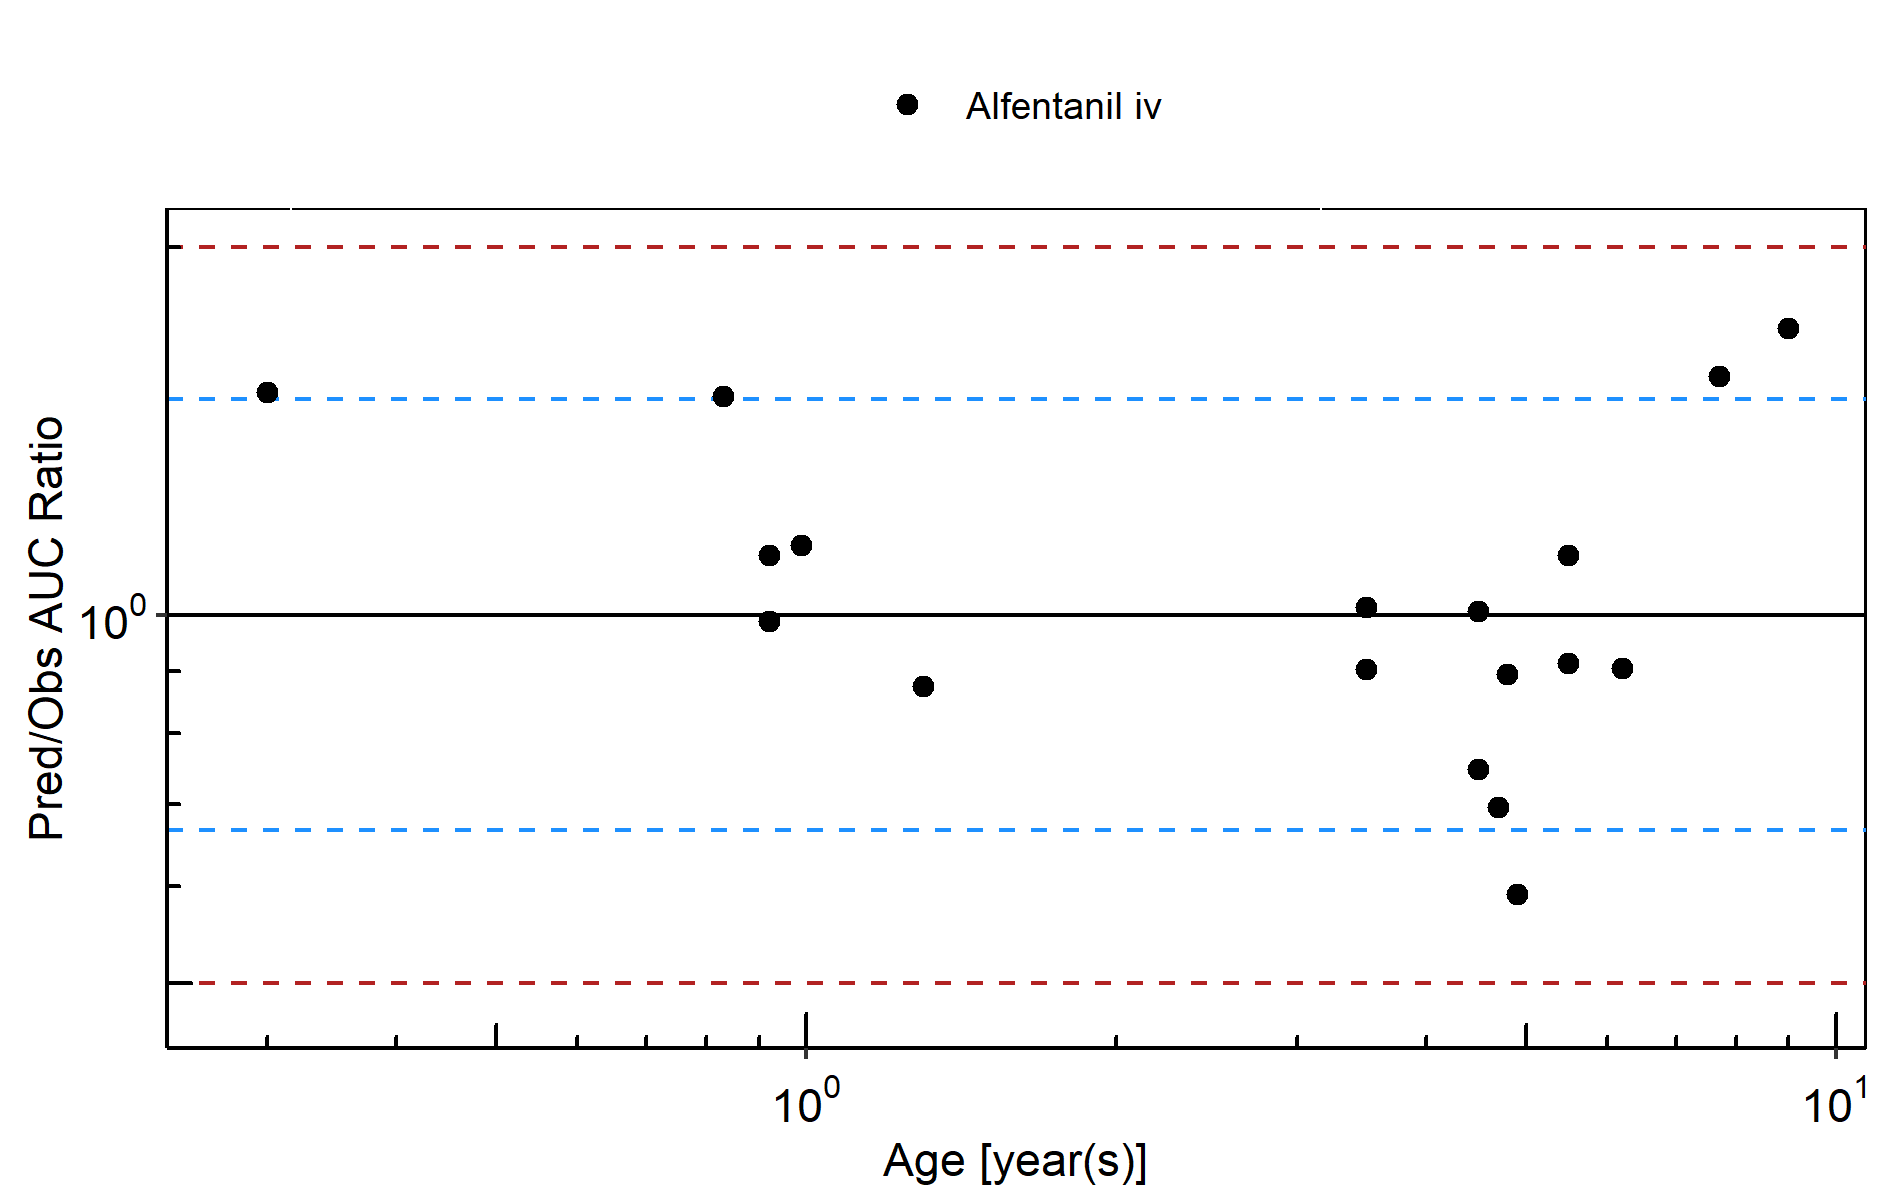 Alfentanil iv
Pred/Obs AUC Ratio
10⁰
10⁰
10¹
Age [year(s)]